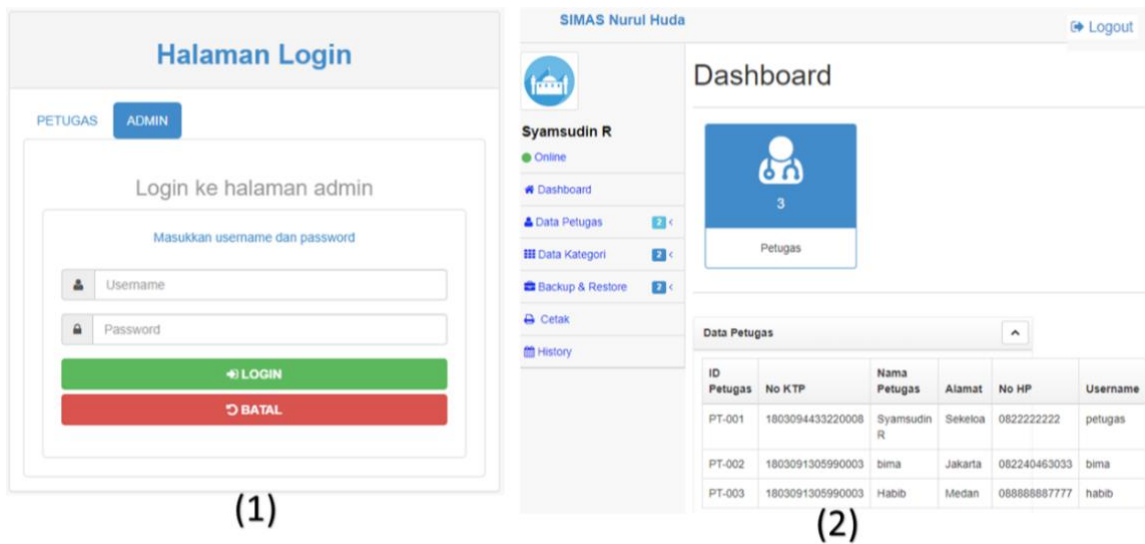 Halaman Login
PETUGAS ADMIN
Login ke halaman admin
Masukkan username dan password
Username
Password
LOGIN
BATAL
(1)
SIMAS Nurul Huda
Logout
Syamsudin R
Online
Dashboard
Data Petugas 2
Data Kategori 2
Backup & Restore 2
Cetak
History
Dashboard
3
Petugas
Data Petugas
ID Petugas No KTP Nama Petugas Alamat No HP Username
PT-001 1803094433220008 Syamsudin R Sekeloa 0822222222 petugas
PT-002 1803091305990003 bima Jakarta 082240463033 bima
PT-003 1803091305990003 Habib Medan 088888887777 habib
(2)